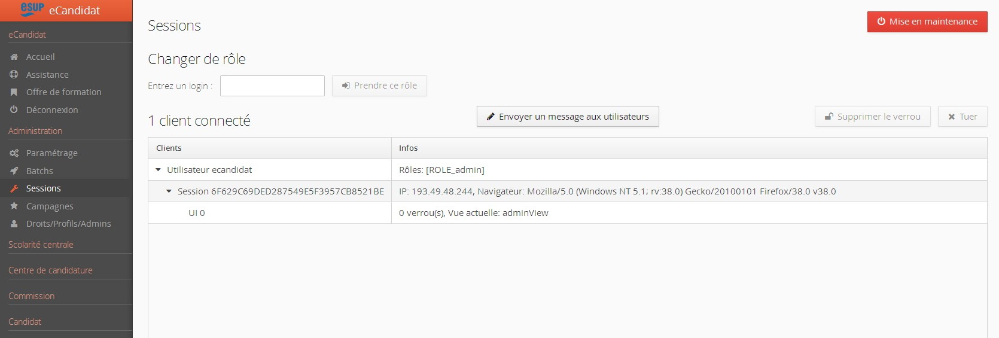 esup eCandidat
eCandidat
Accueil
Assistance
Offre de formation
Déconnexion
Administration
Paramétrage
Batchs
Sessions
Campagnes
Droits/Profils/Admins
Scolarité centrale
Centre de candidature
Commission
Candidat
Sessions
Mise en maintenance
Changer de rôle
Entrez un login : Prendre ce rôle
1 client connecté Envoyer un message aux utilisateurs Supprimer le verrou Tuer
Clients Infos
Utilisateur ecandidat Rôles: [ROLE_admin]
Session 6F629C69DED287549E5F3957CB8521BE IP: 193.49.48.244, Navigateur: Mozilla/5.0 (Windows NT 5.1; rv:38.0) Gecko/20100101 Firefox/38.0 v38.0
UI 0 0 verrou(s), Vue actuelle: adminView